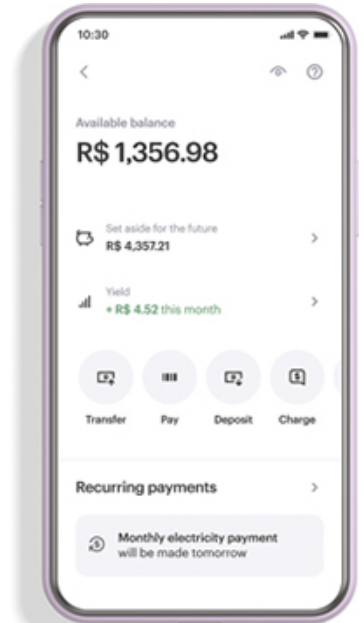 10:30
Available balance
R$ 1,356.98
Set aside for the future
R$ 4,357.21
Yield
+ R$ 4.52 this month
Transfer Pay Deposit Charge
Recurring payments
Monthly electricity payment
will be made tomorrow